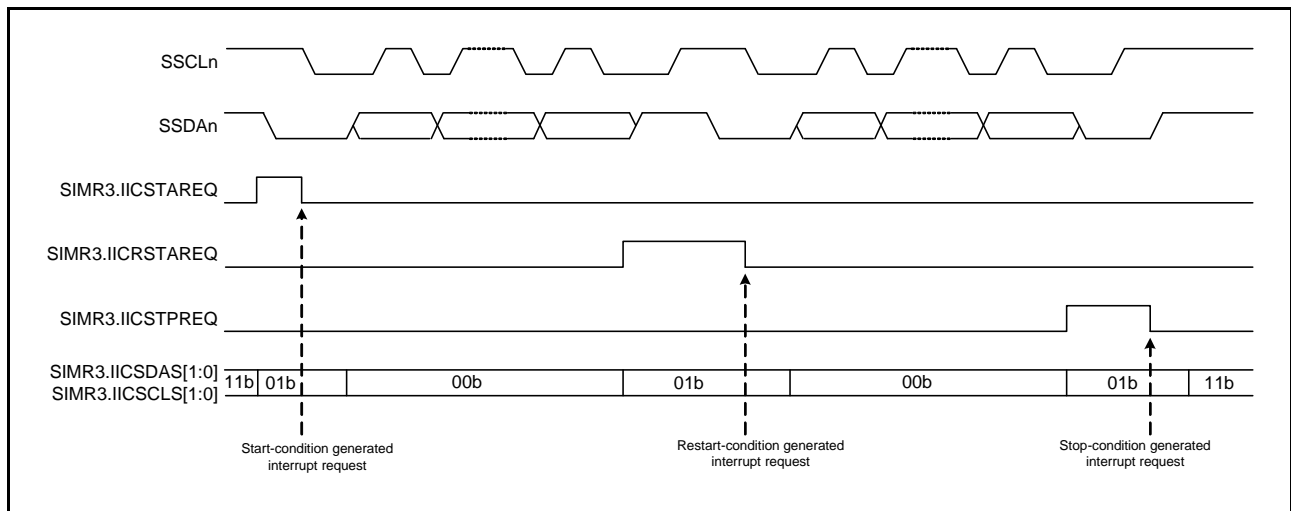 SSCLn
SSDAn
SIMR3.IICSTAREQ
SIMR3.IICRSTAREQ
SIMR3.IICSTPREQ
SIMR3.IICSDAS[1:0]
SIMR3.IICSCLS[1:0]
11b 01b 00b 01b 00b 01b 11b
Start-condition generated
interrupt request
Restart-condition generated
interrupt request
Stop-condition generated
interrupt request